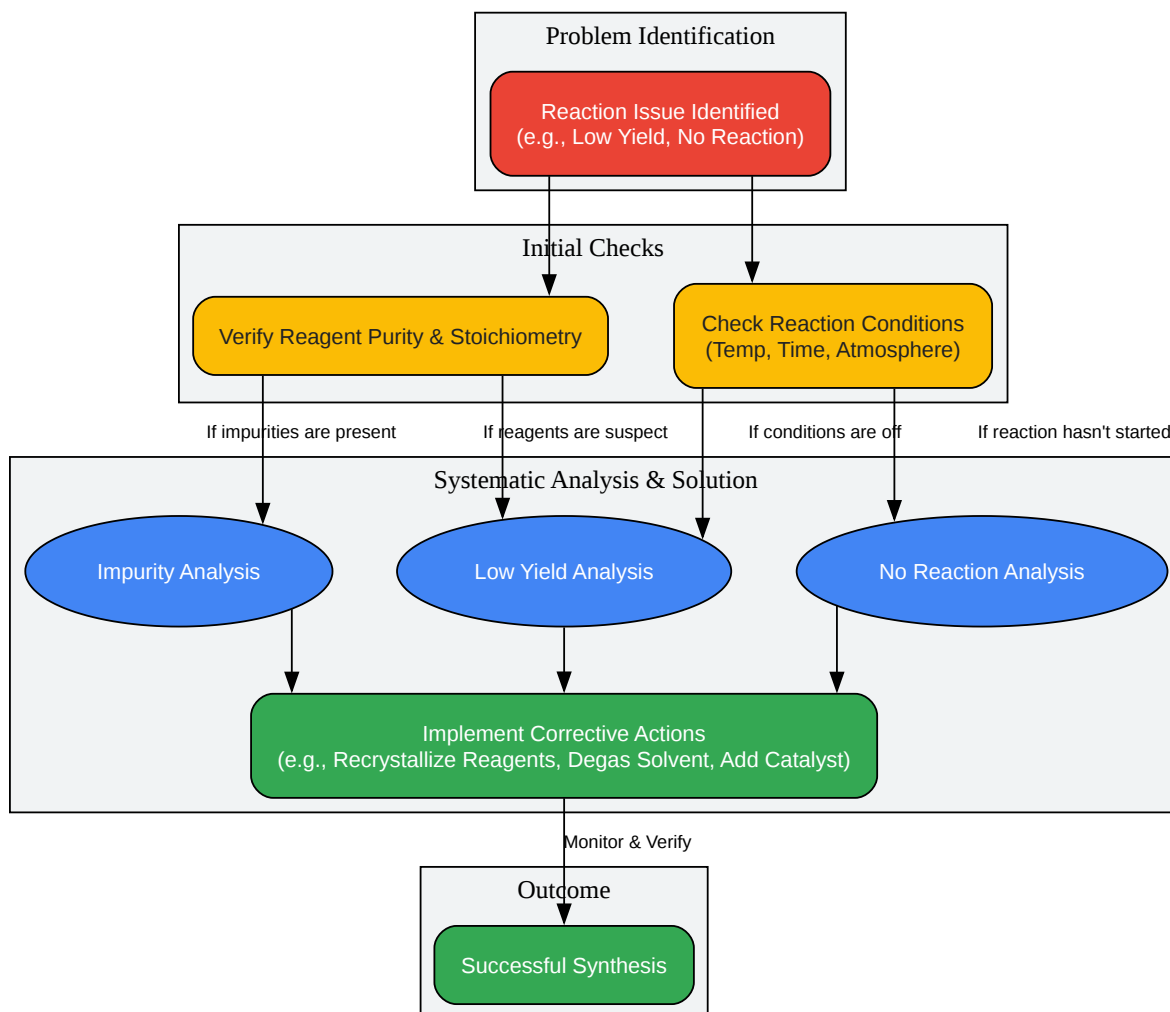 Problem Identification
Reaction Issue Identified
(e.g., Low Yield, No Reaction)
Initial Checks
Verify Reagent Purity & Stoichiometry
Check Reaction Conditions
(Temp, Time, Atmosphere)
If impurities are present
If reagents are suspect
If conditions are off
If reaction hasn't started
Systematic Analysis & Solution
Impurity Analysis
Low Yield Analysis
No Reaction Analysis
Implement Corrective Actions
(e.g., Recrystallize Reagents, Degas Solvent, Add Catalyst)
Monitor & Verify
Outcome
Successful Synthesis